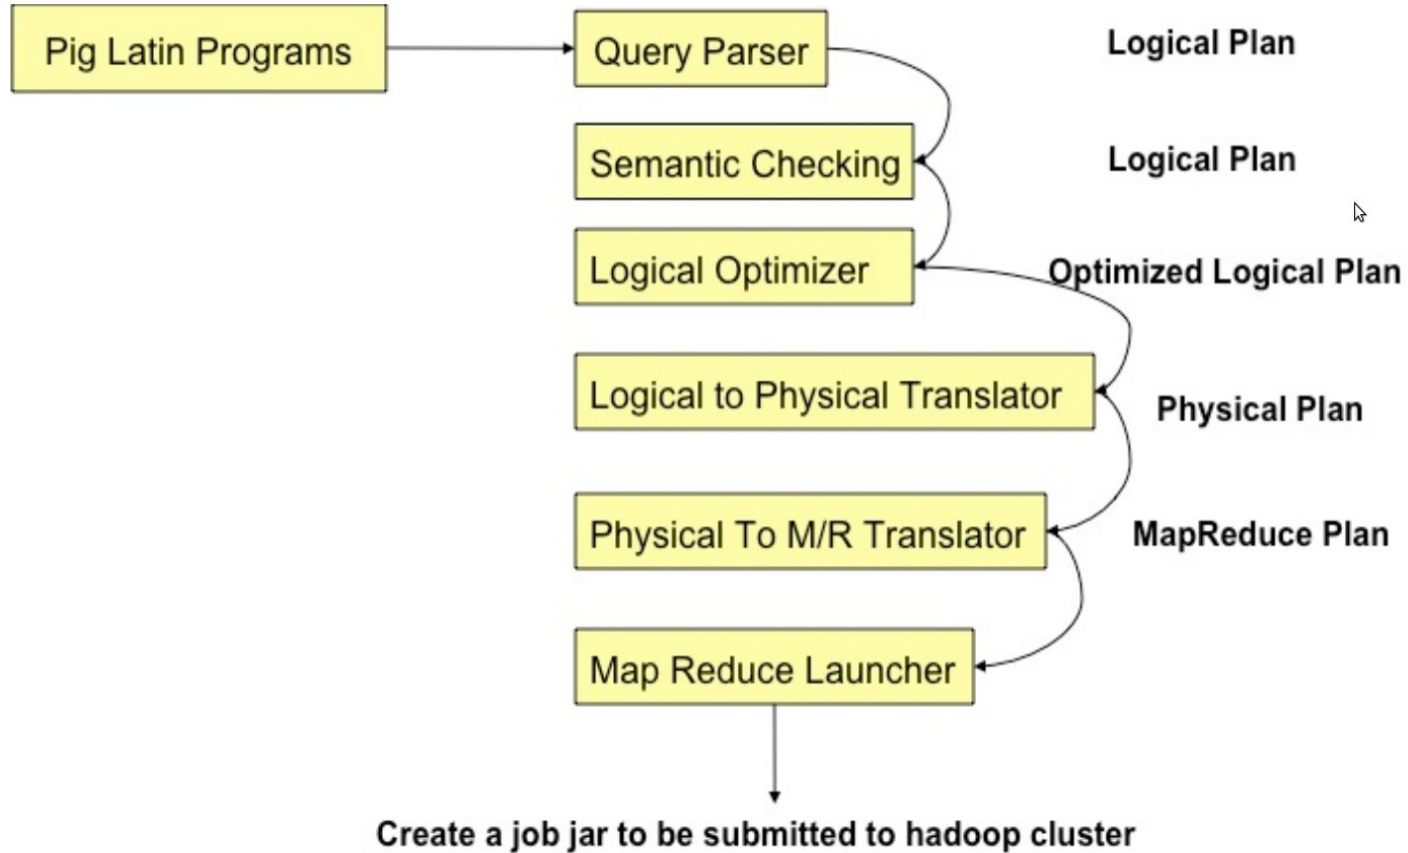 Pig Latin Programs
Query Parser
Logical Plan
Semantic Checking
Logical Plan
Logical Optimizer
Optimized Logical Plan
Logical to Physical Translator
Physical Plan
Physical To M/R Translator
MapReduce Plan
Map Reduce Launcher
Create a job jar to be submitted to hadoop cluster